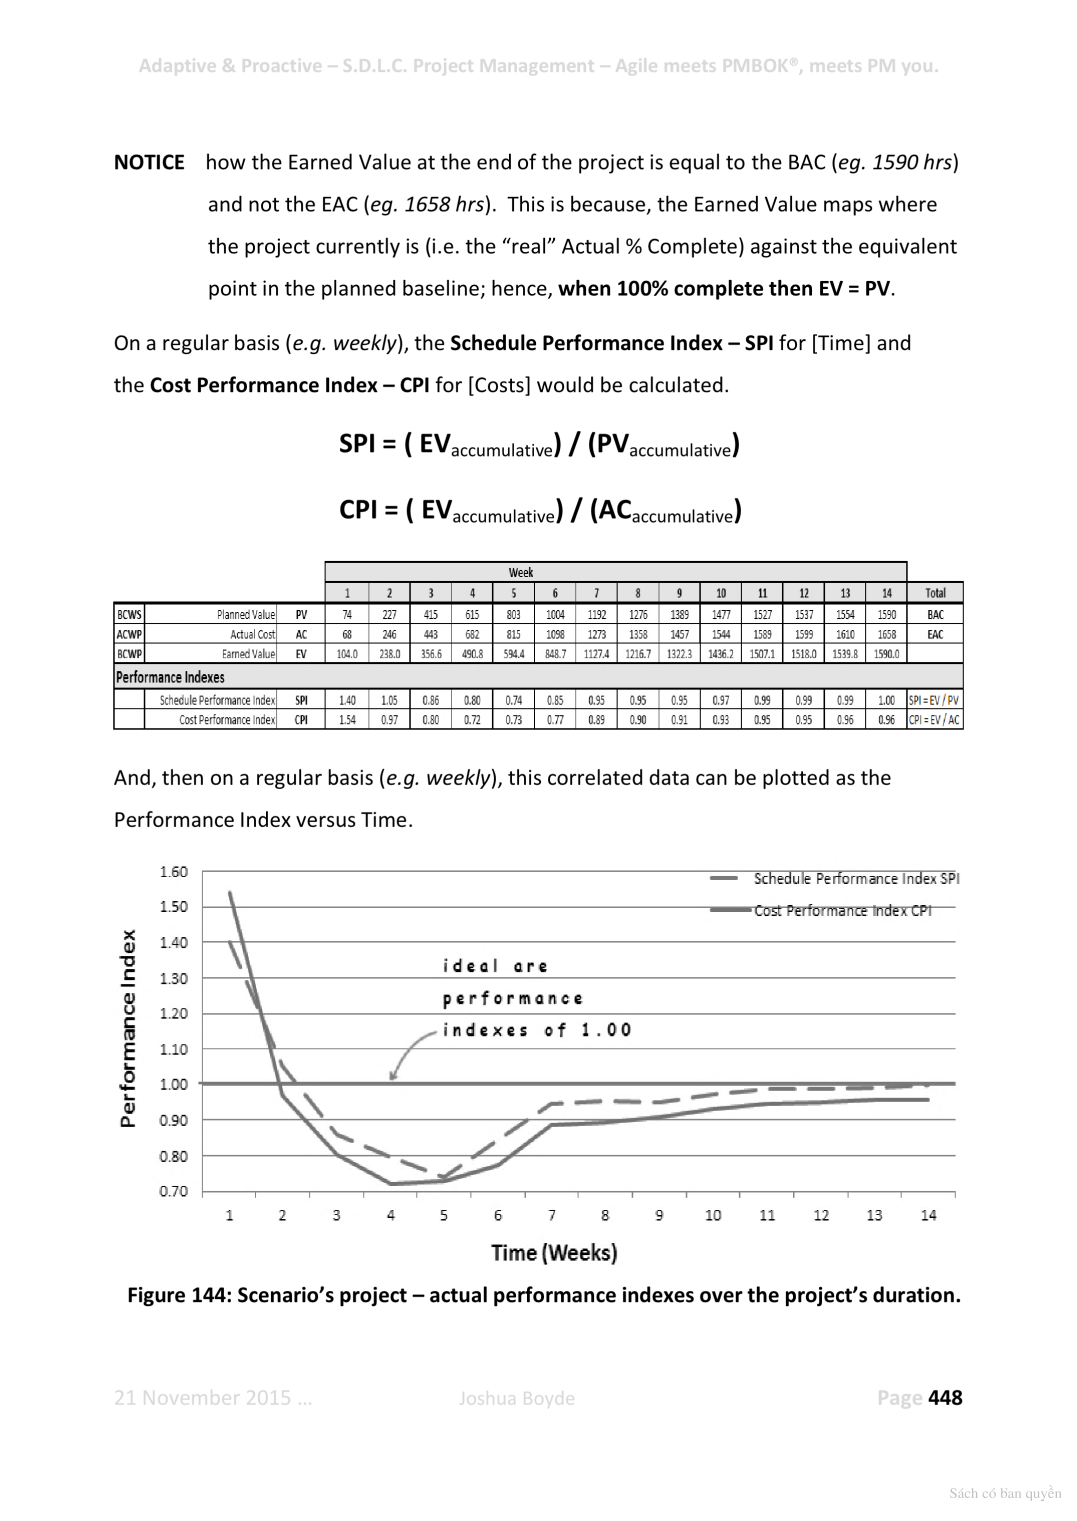 Adaptive & Proactive – S.D.L.C. Project Management – Agile meets PMBOK®, meets PM you.
NOTICE how the Earned Value at the end of the project is equal to the BAC (eg. 1590 hrs)
and not the EAC (eg. 1658 hrs). This is because, the Earned Value maps where
the project currently is (i.e. the “real” Actual % Complete) against the equivalent
point in the planned baseline; hence, when 100% complete then EV = PV.
On a regular basis (e.g. weekly), the Schedule Performance Index – SPI for [Time] and
the Cost Performance Index – CPI for [Costs] would be calculated.
SPI = ( EVaccumulative) / (PVaccumulative)
CPI = ( EVaccumulative) / (ACaccumulative)
Week
1 2 3 4 5 6 7 8 9 10 11 12 13 14 Total
BCWS Planned Value PV 74 227 415 615 803 1004 1192 1276 1389 1477 1527 1537 1554 1590 BAC
ACWP Actual Cost AC 68 246 443 682 815 1098 1273 1358 1457 1544 1589 1599 1610 1658 EAC
BCWP Earned Value EV 104.0 238.0 356.6 490.8 594.4 848.7 1127.4 1216.7 1322.3 1436.2 1507.1 1518.0 1539.8 1590.0
Performance Indexes
Schedule Performance Index SPI 1.40 1.05 0.86 0.80 0.74 0.85 0.95 0.95 0.95 0.97 0.99 0.99 0.99 1.00 SPI = EV / PV
Cost Performance Index CPI 1.54 0.97 0.80 0.72 0.73 0.77 0.89 0.90 0.91 0.93 0.95 0.95 0.96 0.96 CPI = EV / AC
And, then on a regular basis (e.g. weekly), this correlated data can be plotted as the
Performance Index versus Time.
Performance Index
1.60
1.50
1.40
1.30
1.20
1.10
1.00
0.90
0.80
0.70
Schedule Performance Index SPI
Cost Performance Index CPI
ideal are
performance
indexes of 1.00
1 2 3 4 5 6 7 8 9 10 11 12 13 14
Time (Weeks)
Figure 144: Scenario’s project – actual performance indexes over the project’s duration.
21 November 2015 ... Joshua Boyde Page 448
Sách có bản quyền